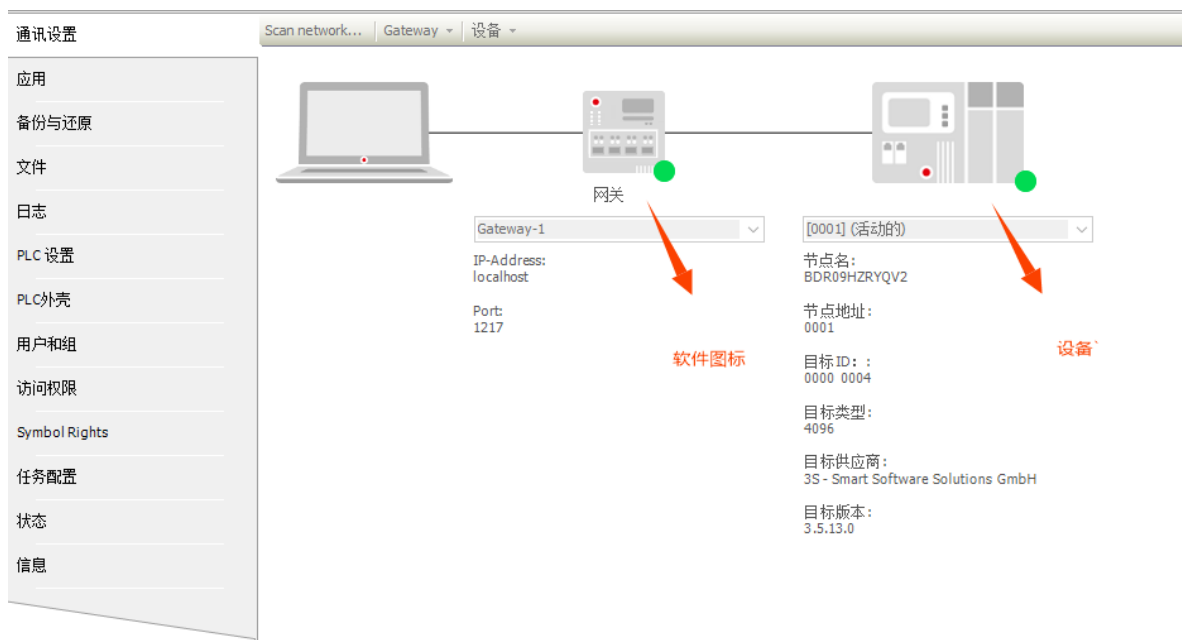 通讯设置
Scan network...
Gateway
设备
应用
备份与还原
文件
日志
PLC 设置
PLC外壳
用户和组
访问权限
Symbol Rights
任务配置
状态
信息
网关
Gateway-1
IP-Address:
localhost
Port:
1217
软件图标
[0001] (活动的)
节点名:
BDR09HZRYQV2
节点地址:
0001
目标ID: :
0000 0004
目标类型:
4096
目标供应商:
3S - Smart Software Solutions GmbH
目标版本:
3.5.13.0
设备`